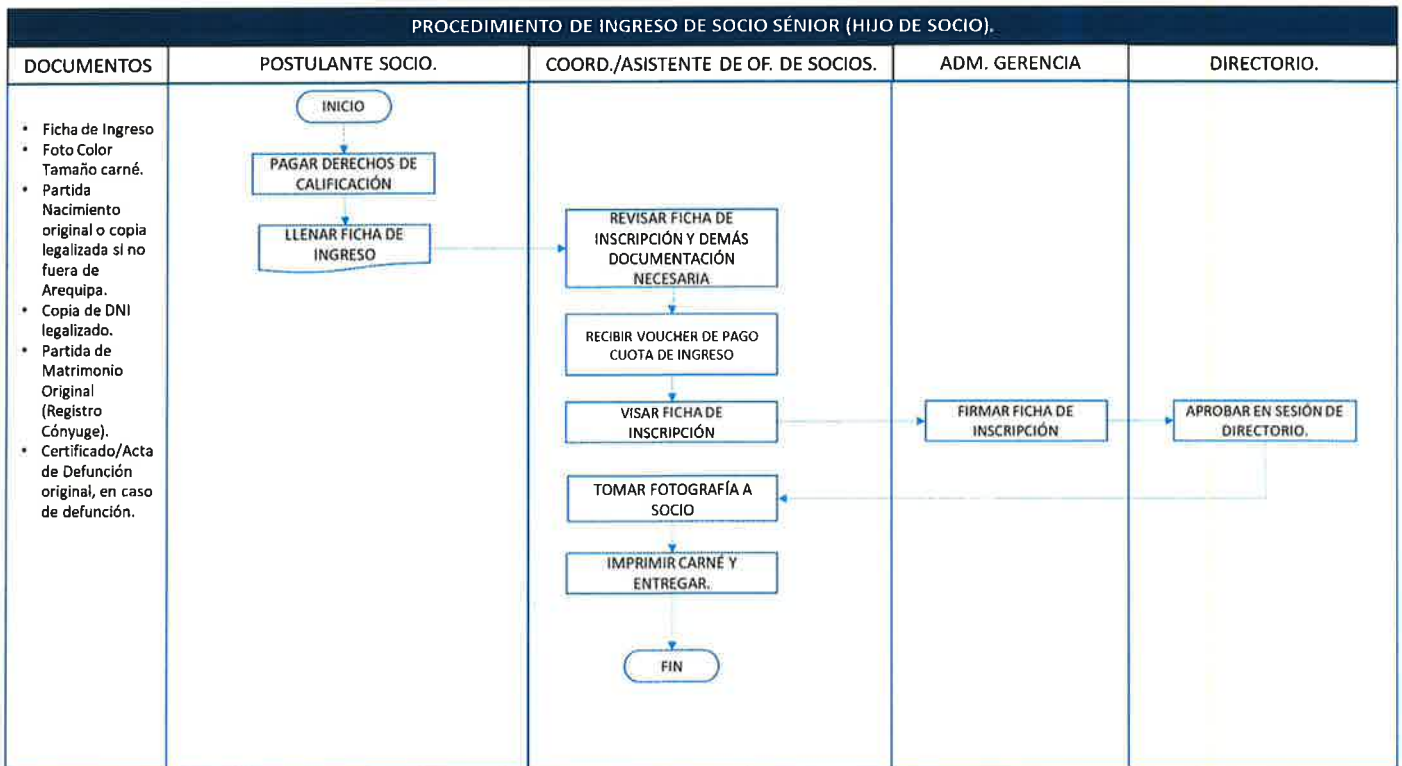 PROCEDIMIENTO DE INGRESO DE SOCIO SÉNIOR (HIJO DE SOCIO).
DOCUMENTOS
POSTULANTE SOCIO.
COORD./ASISTENTE DE OF. DE SOCIOS.
ADM. GERENCIA
DIRECTORIO.
• Ficha de Ingreso
• Foto Color
Tamaño carné.
• Partida
Nacimiento
original o copia
legalizada si no
fuera de
Arequipa.
• Copia de DNI
legalizado.
• Partida de
Matrimonio
Original
(Registro
Cónyuge).
• Certificado/Acta
de Defunción
original, en caso
de defunción.
INICIO
PAGAR DERECHOS DE
CALIFICACIÓN
LLENAR FICHA DE
INGRESO
REVISAR FICHA DE
INSCRIPCIÓN Y DEMÁS
DOCUMENTACIÓN
NECESARIA
RECIBIR VOUCHER DE PAGO
CUOTA DE INGRESO
VISAR FICHA DE
INSCRIPCIÓN
FIRMAR FICHA DE
INSCRIPCIÓN
APROBAR EN SESIÓN DE
DIRECTORIO.
TOMAR FOTOGRAFÍA A
SOCIO
IMPRIMIR CARNÉ Y
ENTREGAR.
FIN